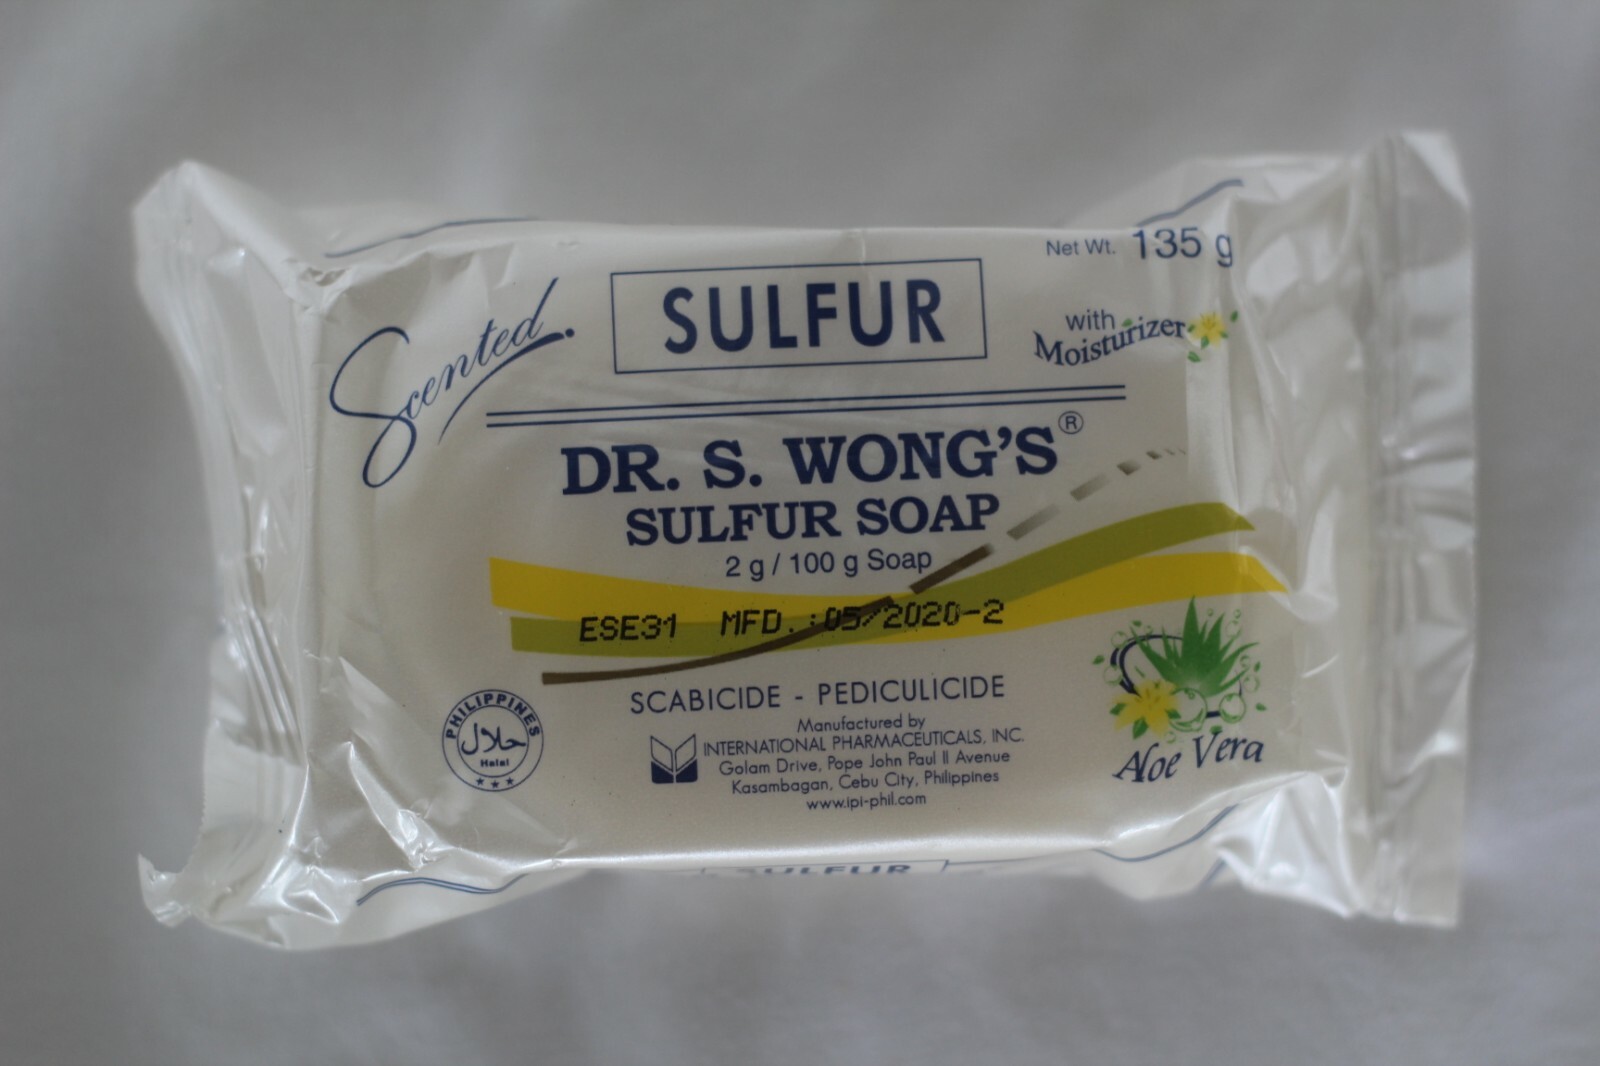 Net Wt. 135 g
Scented.
SULFUR
with
Moisturizer
DR. S. WONG'S®
SULFUR SOAP
2 g / 100 g Soap
ESE31 MFD.:05/2020-2
SCABICIDE - PEDICULICIDE
Manufactured by
INTERNATIONAL PHARMACEUTICALS, INC.
Golam Drive, Pope John Paul II Avenue
Kasambagan, Cebu City, Philippines
www.ipi-phil.com
PHILIPPINES
حلال
Halal
Aloe Vera
SULFUR